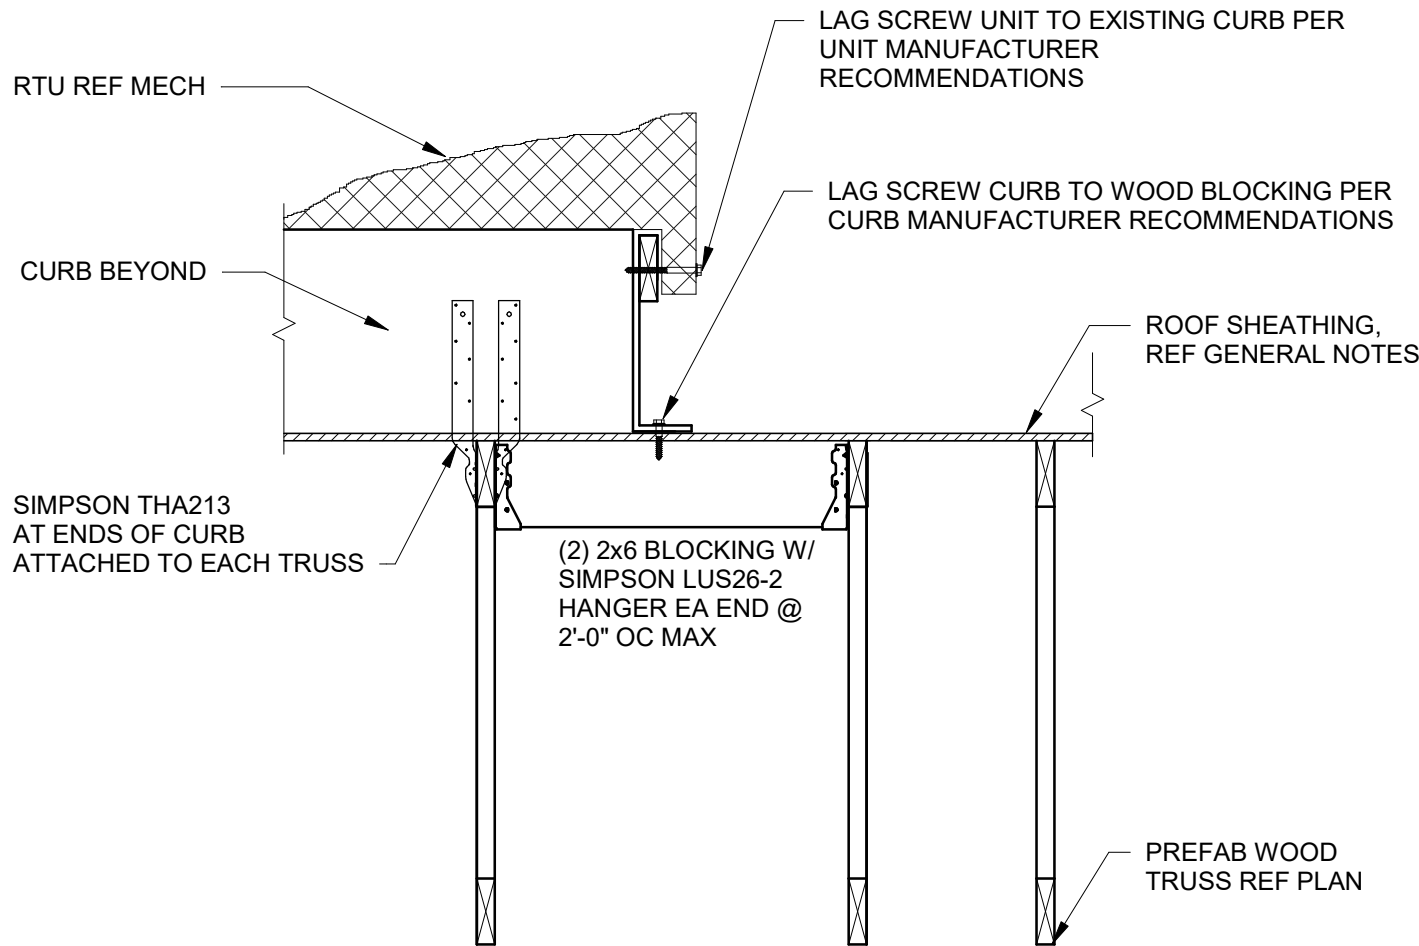 LAG SCREW UNIT TO EXISTING CURB PER
UNIT MANUFACTURER
RECOMMENDATIONS
RTU REF MECH
LAG SCREW CURB TO WOOD BLOCKING PER
CURB MANUFACTURER RECOMMENDATIONS
CURB BEYOND
ROOF SHEATHING,
REF GENERAL NOTES
SIMPSON THA213
AT ENDS OF CURB
ATTACHED TO EACH TRUSS
(2) 2x6 BLOCKING W/
SIMPSON LUS26-2
HANGER EA END @
2'-0" OC MAX
PREFAB WOOD
TRUSS REF PLAN